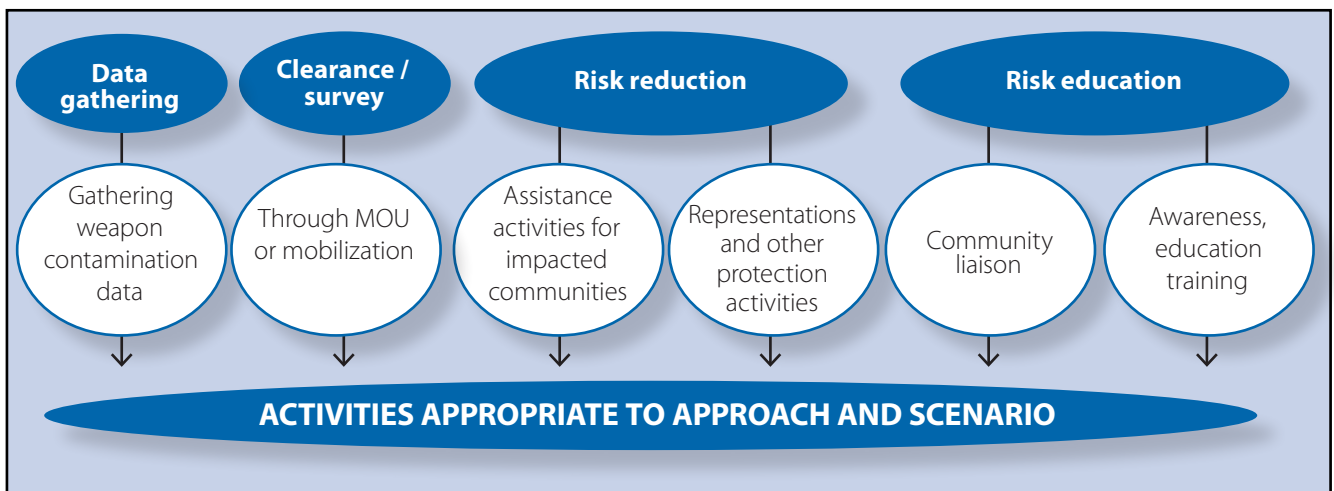 Data
gathering
Clearance /
survey
Risk reduction
Risk education
Gathering
weapon
contamination
data
Through MOU
or mobilization
Assistance
activities for
impacted
communities
Representations
and other
protection
activities
Community
liaison
Awareness,
education
training
ACTIVITIES APPROPRIATE TO APPROACH AND SCENARIO